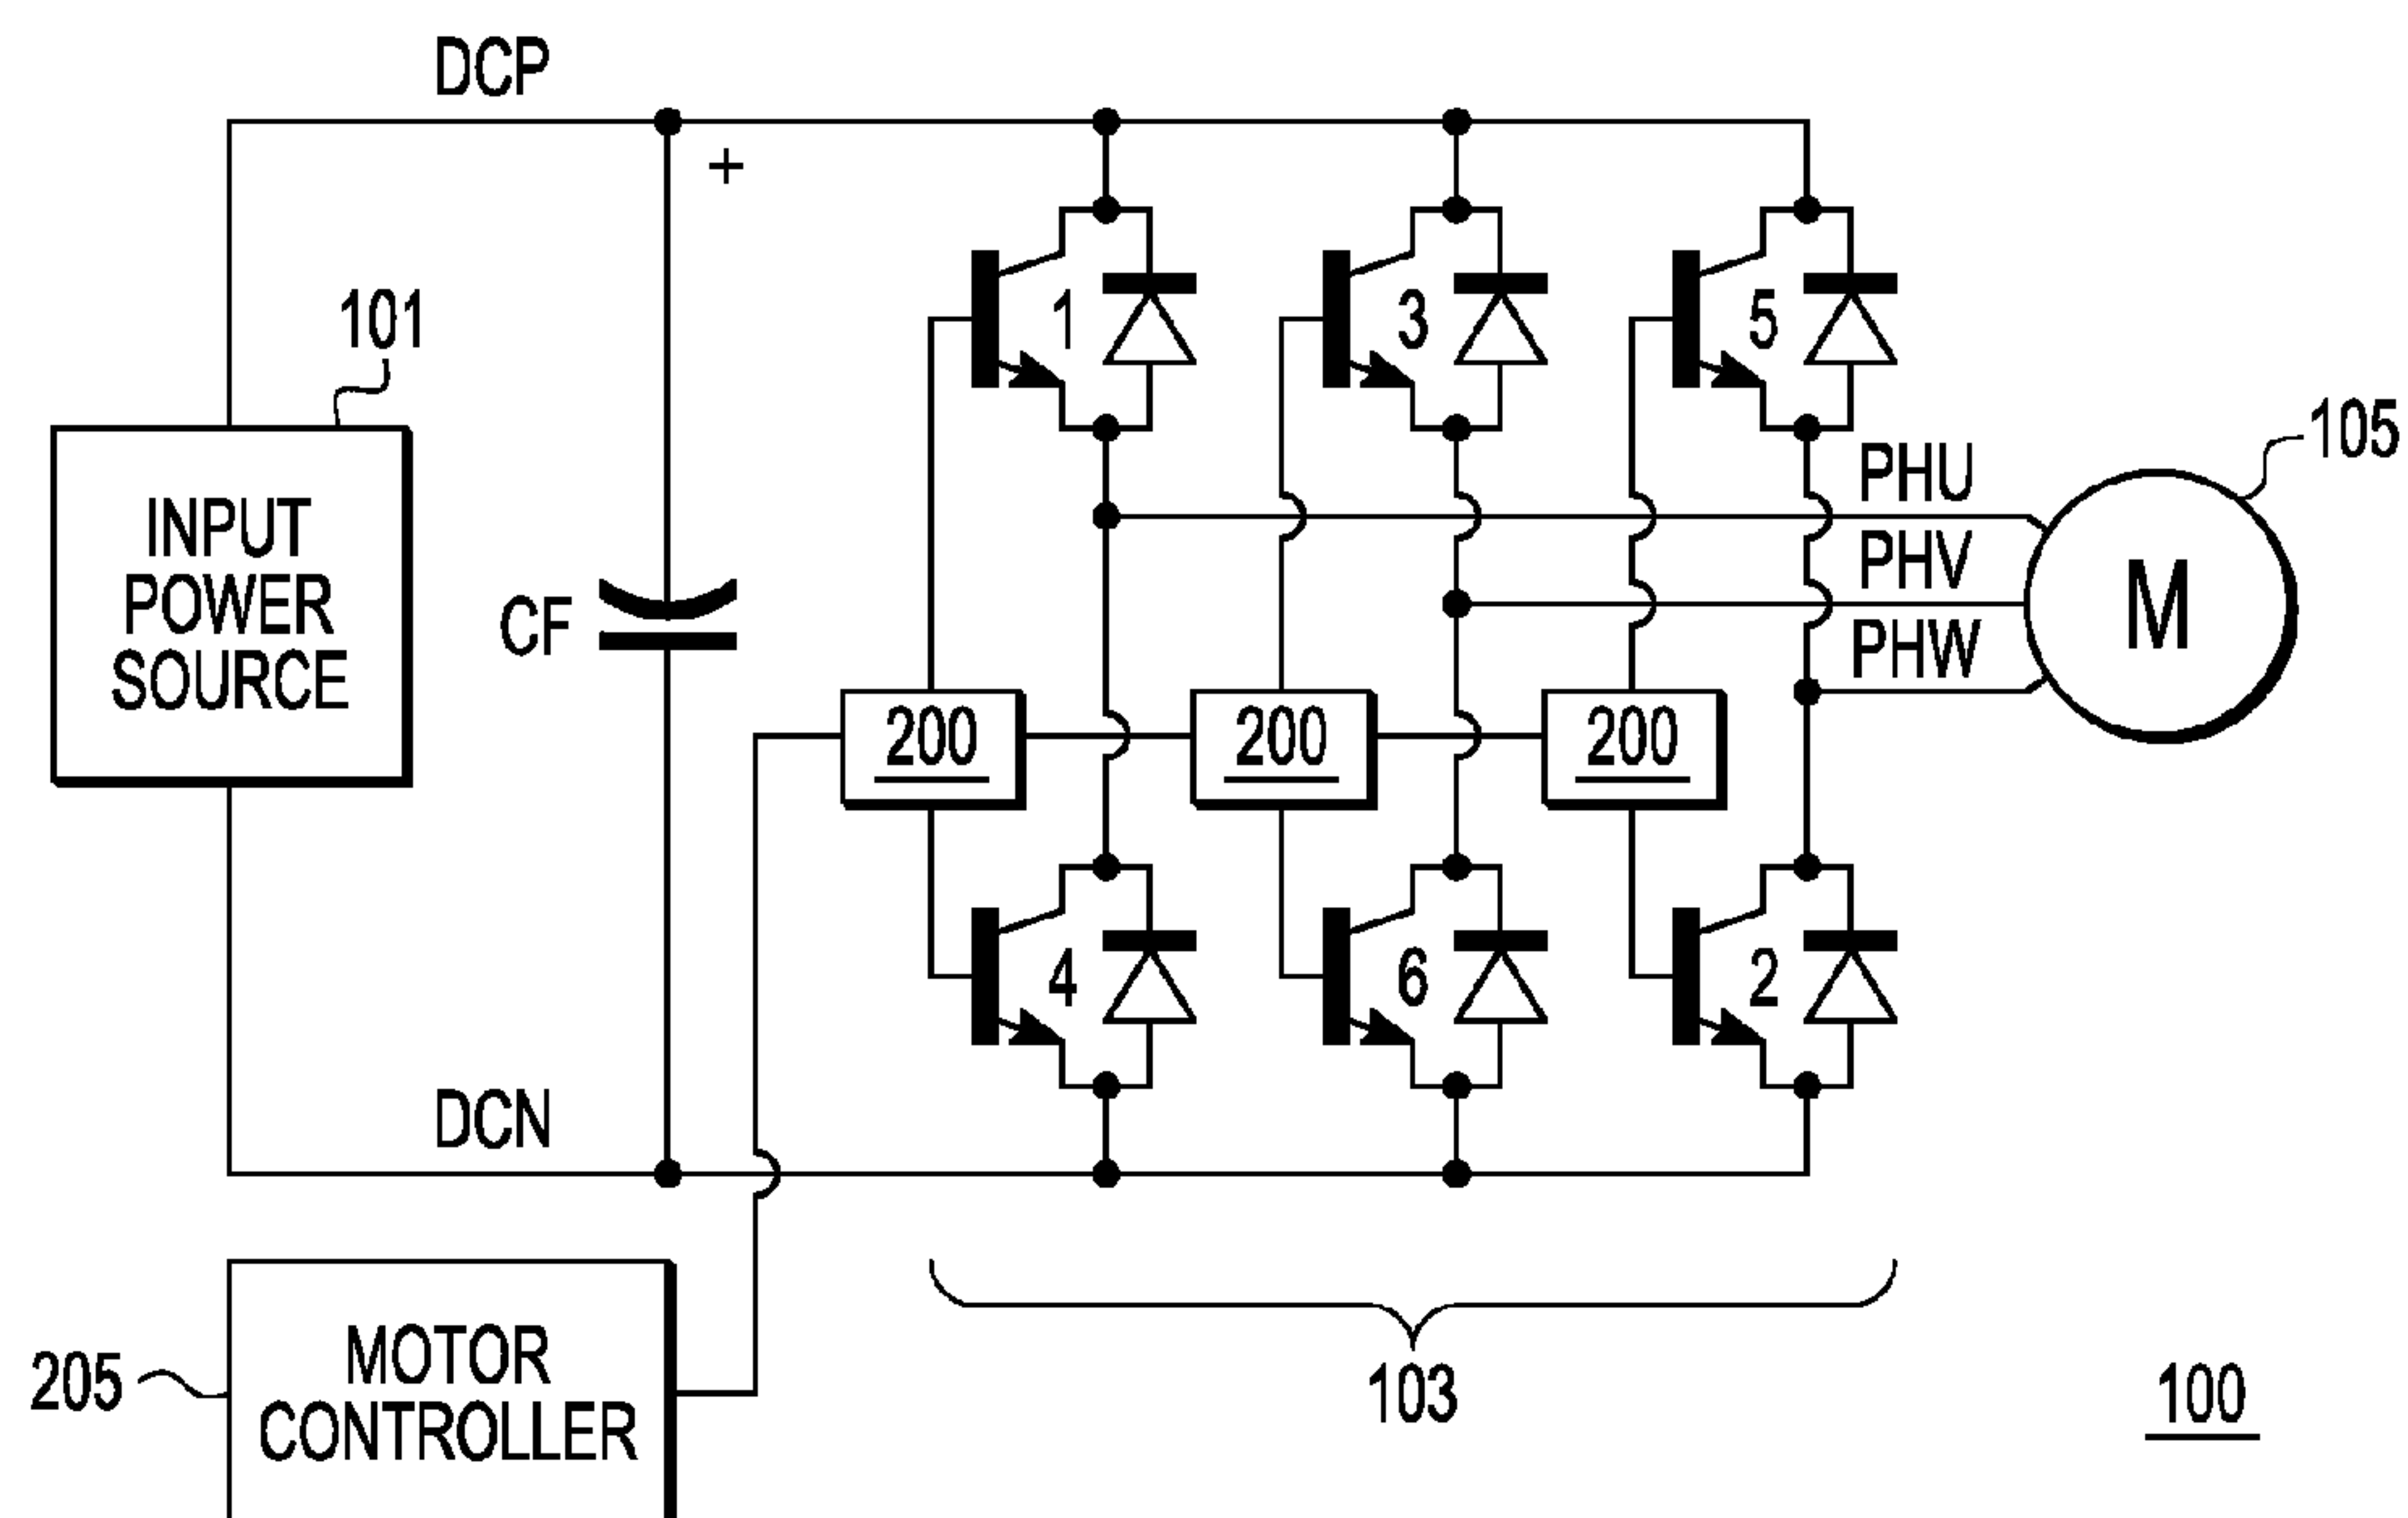 DCP
+
101
1
3
5
105
PHU
INPUT
POWER
SOURCE
PHV
M
CF
PHW
200
200
200
4
6
2
DCN
MOTOR
CONTROLLER
205
103
100